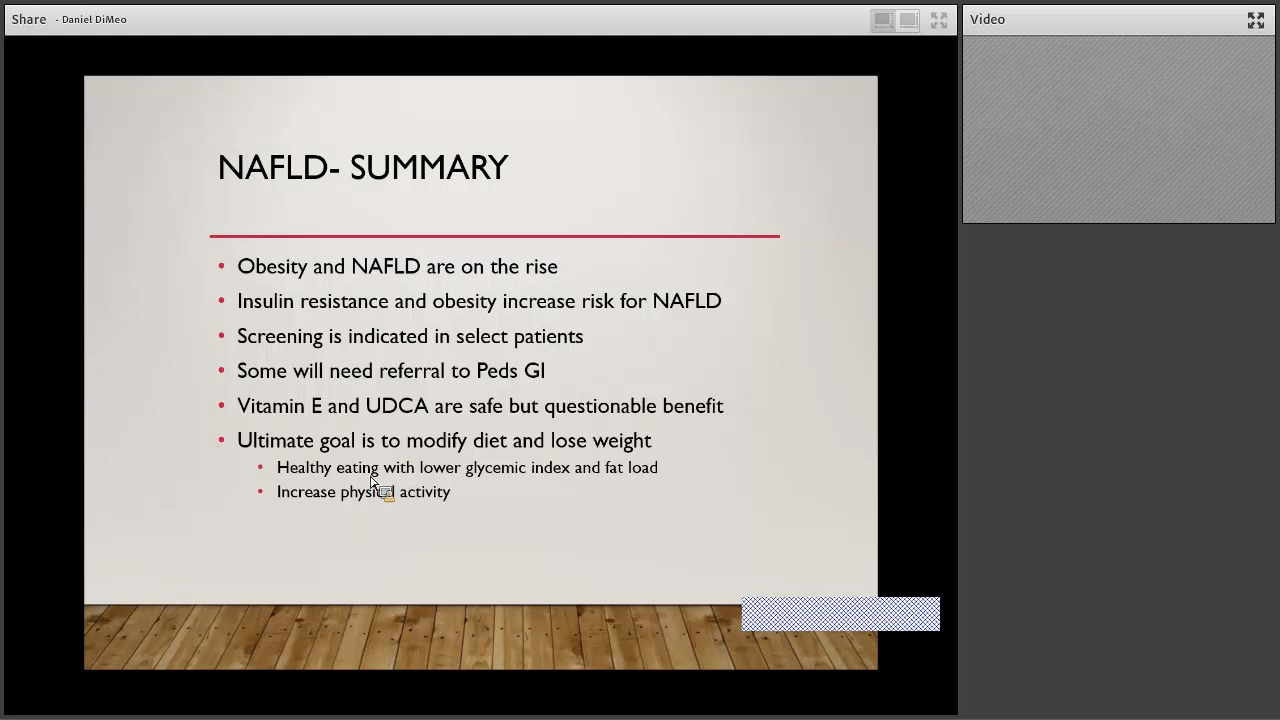 Share - Daniel DiMeo
Video
NAFLD- SUMMARY
• Obesity and NAFLD are on the rise
• Insulin resistance and obesity increase risk for NAFLD
• Screening is indicated in select patients
• Some will need referral to Peds GI
• Vitamin E and UDCA are safe but questionable benefit
• Ultimate goal is to modify diet and lose weight
• Healthy eating with lower glycemic index and fat load
• Increase physical activity